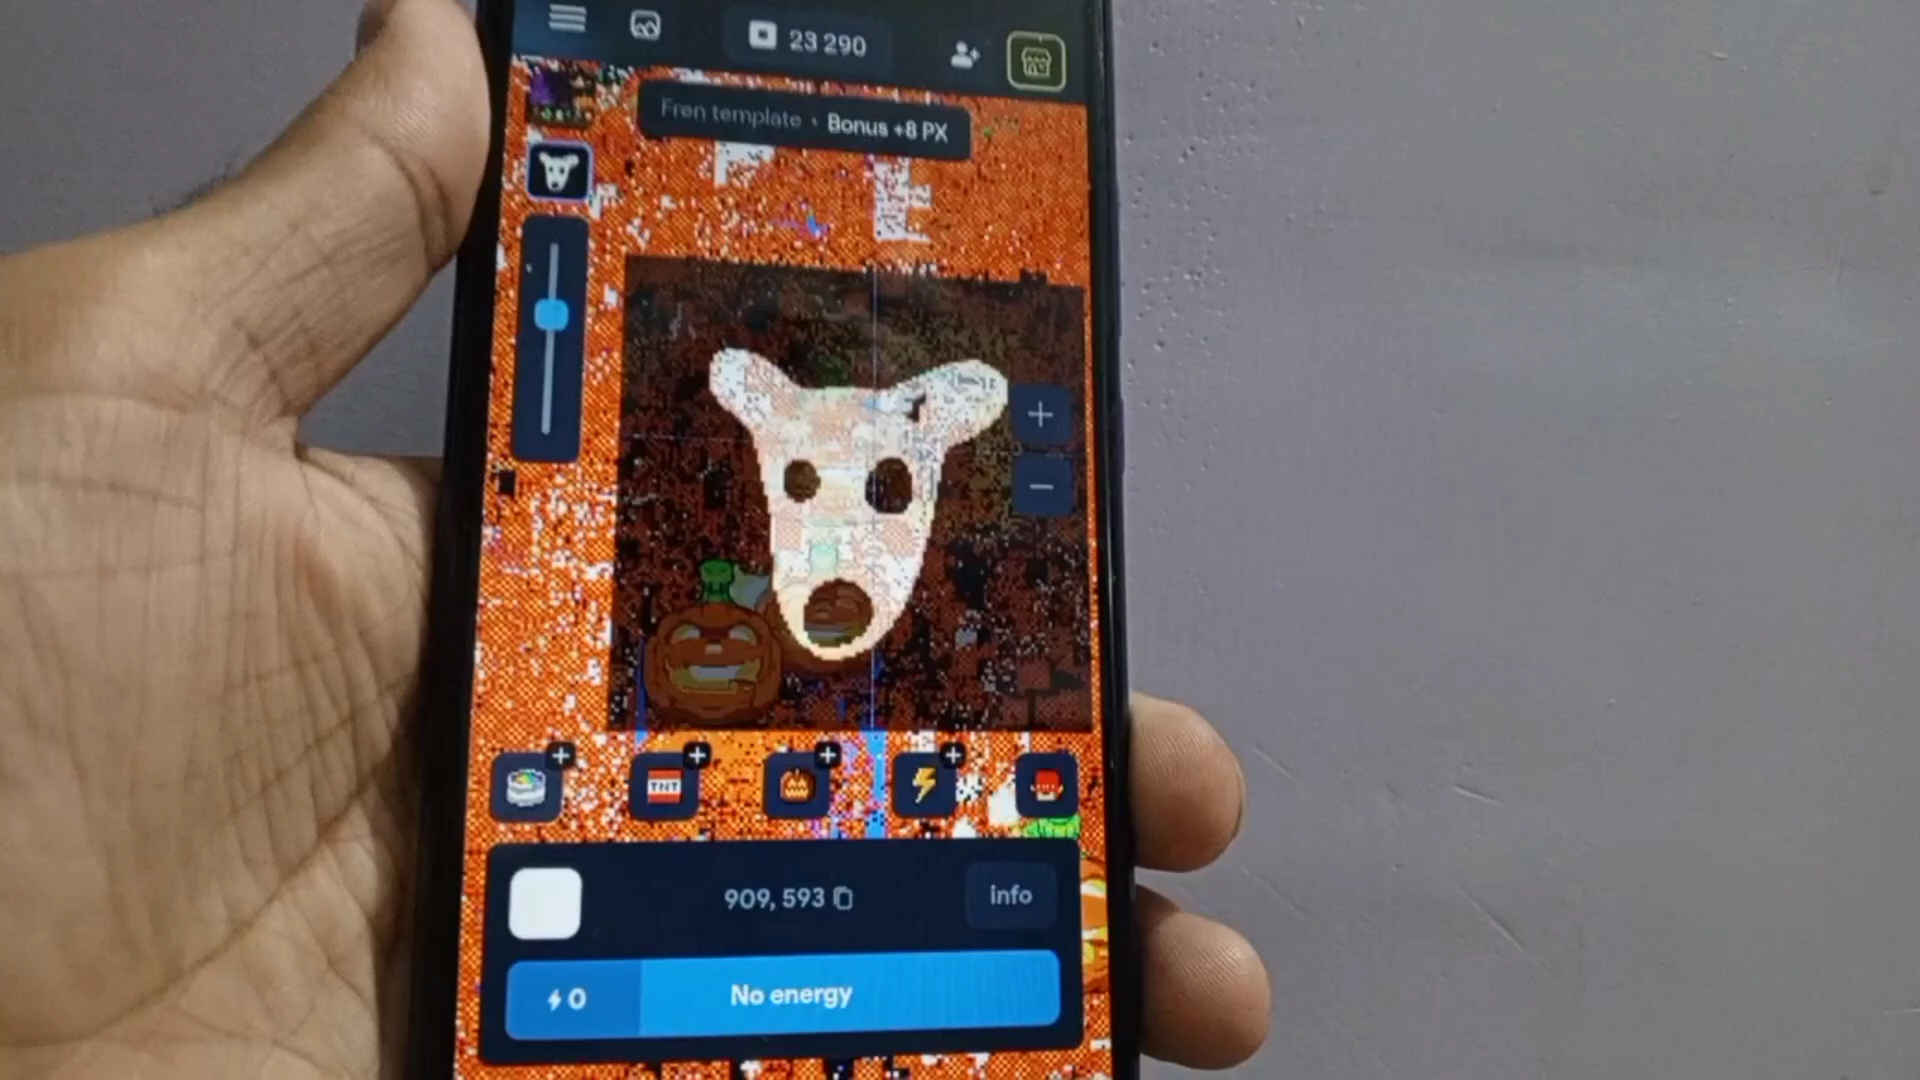 23 290
Fren template • Bonus +8 PX
TNT
909, 593
info
0
No energy